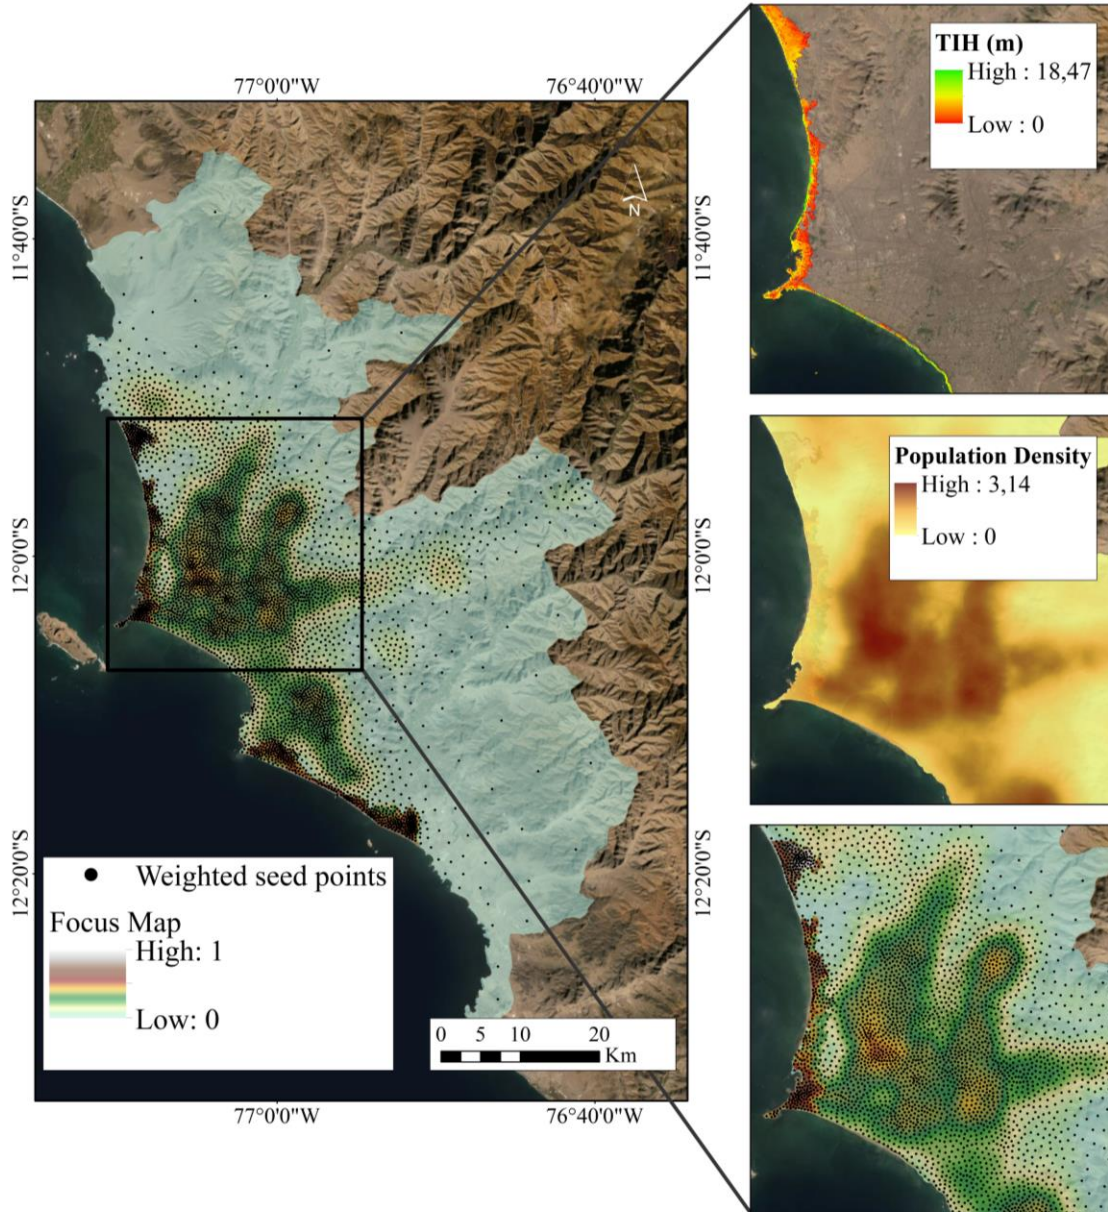 77°0'0"W
76°40'0"W
N
11°40'0"S
11°40'0"S
12°0'0"S
12°0'0"S
12°20'0"S
12°20'0"S
Weighted seed points
Focus Map
High: 1
Low: 0
0 5 10 20
Km
77°0'0"W
76°40'0"W
TIH (m)
High : 18,47
Low : 0
Population Density
High : 3,14
Low : 0